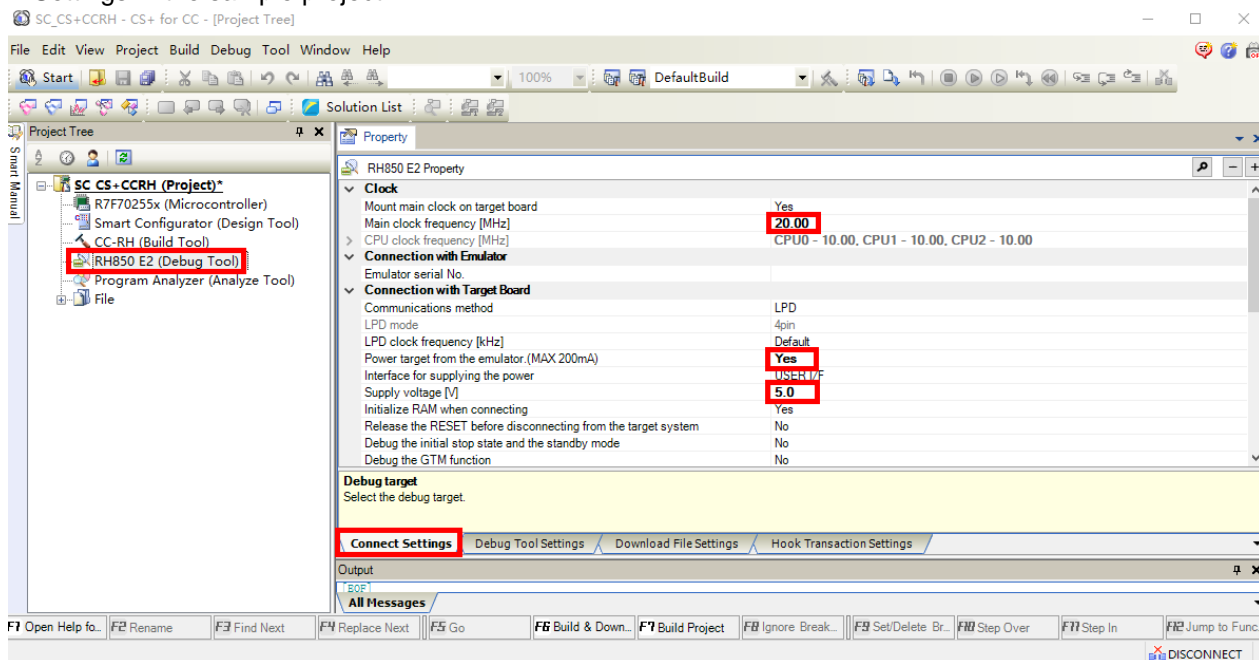 SC_CS+CCRH - CS+ for CC - [Project Tree]
File Edit View Project Build Debug Tool Window Help
Start 100% DefaultBuild
Solution List
Smart Manual
Project Tree
SC CS+CCRH (Project)*
R7F70255x (Microcontroller)
Smart Configurator (Design Tool)
CC-RH (Build Tool)
RH850 E2 (Debug Tool)
Program Analyzer (Analyze Tool)
File
Property
RH850 E2 Property
Clock
Mount main clock on target board Yes
Main clock frequency [MHz] 20.00
CPU clock frequency [MHz] CPU0 - 10.00, CPU1 - 10.00, CPU2 - 10.00
Connection with Emulator
Emulator serial No.
Connection with Target Board
Communications method LPD
LPD mode 4pin
LPD clock frequency [kHz] Default
Power target from the emulator.(MAX 200mA) Yes
Interface for supplying the power USER I/F
Supply voltage [V] 5.0
Initialize RAM when connecting Yes
Release the RESET before disconnecting from the target system No
Debug the initial stop state and the standby mode No
Debug the GTM function No
Debug target
Select the debug target.
Connect Settings Debug Tool Settings Download File Settings Hook Transaction Settings
Output
[EOF]
All Messages
F1 Open Help fo... F2 Rename F3 Find Next F4 Replace Next F5 Go F6 Build & Down... F7 Build Project F8 Ignore Break... F9 Set/Delete Br... F10 Step Over F11 Step In F12 Jump to Func
DISCONNECT